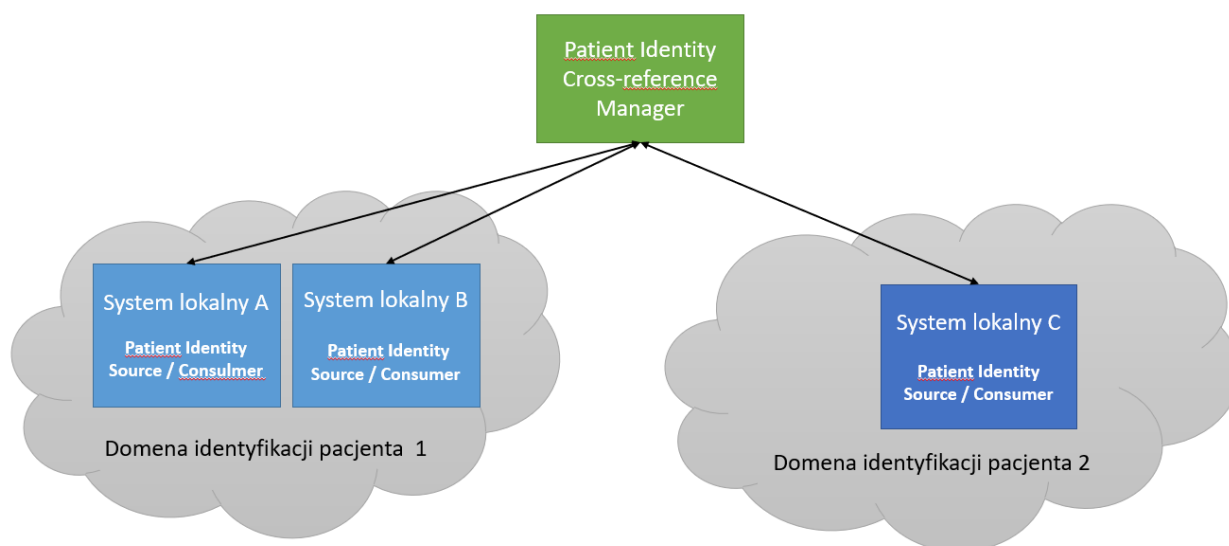 Patient Identity
Cross-reference
Manager
System lokalny A
Patient Identity
Source / Consulmer
System lokalny B
Patient Identity
Source / Consumer
Domena identyfikacji pacjenta  1
System lokalny C
Patient Identity
Source / Consumer
Domena identyfikacji pacjenta 2